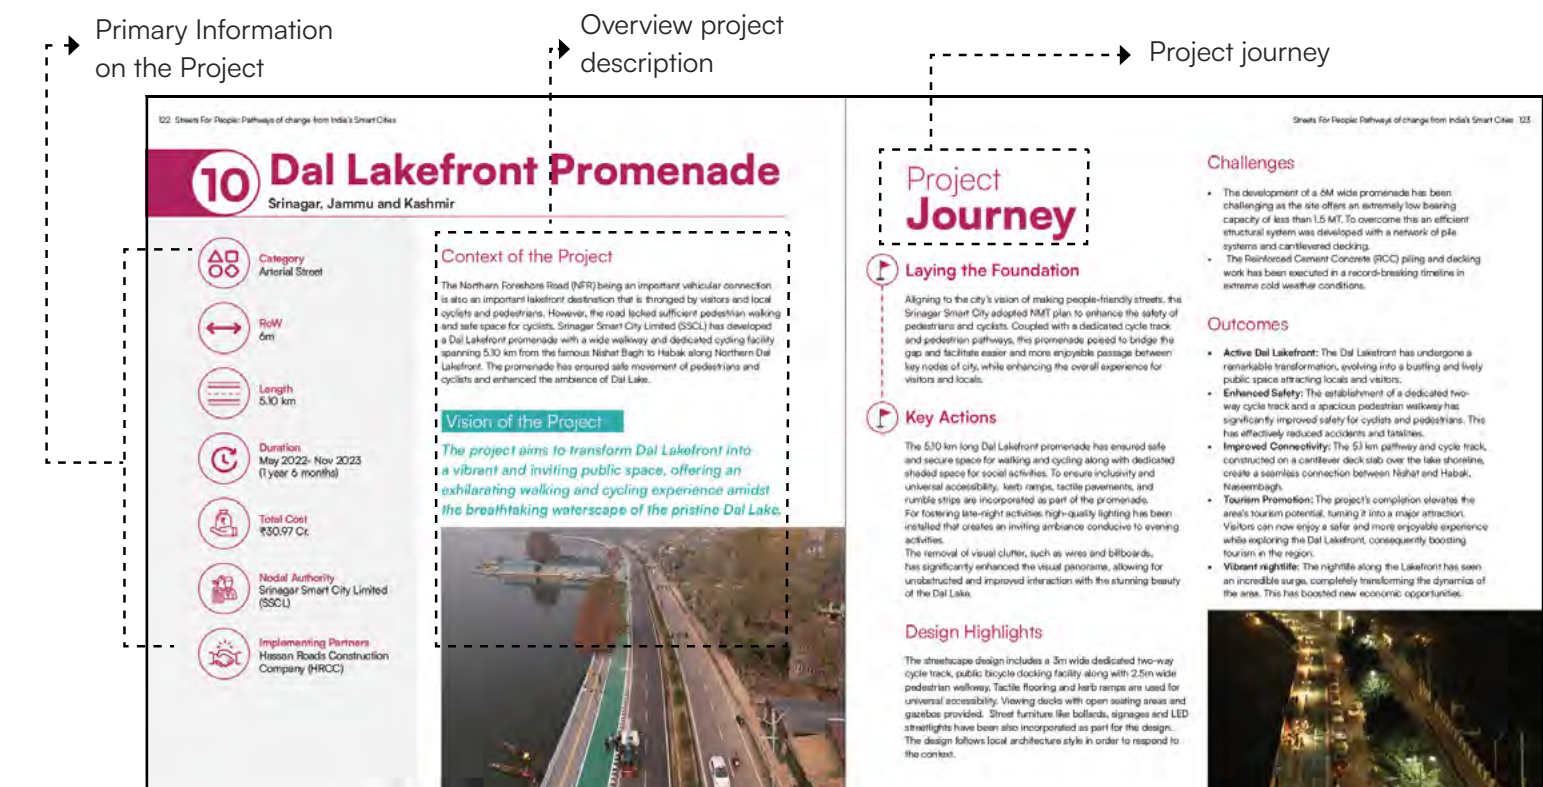 Primary Information
on the Project
Overview project
description
Project journey
122 Streets For People: Pathways of change from India's Smart Cities
Streets For People: Pathways of change from India's Smart Cities 123
10
Dal Lakefront Promenade
Srinagar, Jammu and Kashmir
Category
Arterial Street
RoW
6m
Length
5.10 km
Duration
May 2022- Nov 2023
(1 year 6 months)
Total Cost
₹30.97 Cr.
Nodal Authority
Srinagar Smart City Limited
(SSCL)
Implementing Partners
Hassan Roads Construction
Company (HRCC)
Context of the Project
The Northern Foreshore Road (NFR) being an important vehicular connection
is also an important lakefront destination that is thronged by visitors and local
cyclists and pedestrians. However, the road lacked sufficient pedestrian walking
and safe space for cyclists. Srinagar Smart City Limited (SSCL) has developed
a Dal Lakefront promenade with a wide walkway and dedicated cycling facility
spanning 5.10 km from the famous Nishat Bagh to Habak along Northern Dal
Lakefront. The promenade has ensured safe movement of pedestrians and
cyclists and enhanced the ambience of Dal Lake.
Vision of the Project
The project aims to transform Dal Lakefront into
a vibrant and inviting public space, offering an
exhilarating walking and cycling experience amidst
the breathtaking waterscape of the pristine Dal Lake.
Project
Journey
Laying the Foundation
Aligning to the city's vision of making people-friendly streets, the
Srinagar Smart City adopted NMT plan to enhance the safety of
pedestrians and cyclists. Coupled with a dedicated cycle track
and pedestrian pathways, this promenade poised to bridge the
gap and facilitate easier and more enjoyable passage between
key nodes of city, while enhancing the overall experience for
visitors and locals.
Key Actions
The 5.10 km long Dal Lakefront promenade has ensured safe
and secure space for walking and cycling along with dedicated
shaded space for social activities. To ensure inclusivity and
universal accessibility, kerb ramps, tactile pavements, and
rumble strips are incorporated as part of the promenade.
For fostering late-night activities high-quality lighting has been
installed that creates an inviting ambiance conducive to evening
activities.
The removal of visual clutter, such as wires and billboards,
has significantly enhanced the visual panorama, allowing for
unobstructed and improved interaction with the stunning beauty
of the Dal Lake.
Design Highlights
The streetscape design includes a 3m wide dedicated two-way
cycle track, public bicycle docking facility along with 2.5m wide
pedestrian walkway. Tactile flooring and kerb ramps are used for
universal accessibility. Viewing decks with open seating areas and
gazebos provided. Street furniture like bollards, signages and LED
streetlights have been also incorporated as part for the design.
The design follows local architecture style in order to respond to
the context.
Challenges
• The development of a 6M wide promenade has been
challenging as the site offers an extremely low bearing
capacity of less than 1.5 MT. To overcome this an efficient
structural system was developed with a network of pile
systems and cantilevered decking.
• The Reinforced Cement Concrete (RCC) piling and decking
work has been executed in a record-breaking timeline in
extreme cold weather conditions.
Outcomes
• Active Dal Lakefront: The Dal Lakefront has undergone a
remarkable transformation, evolving into a bustling and lively
public space attracting locals and visitors.
• Enhanced Safety: The establishment of a dedicated two-
way cycle track and a spacious pedestrian walkway has
significantly improved safety for cyclists and pedestrians. This
has effectively reduced accidents and fatalities.
• Improved Connectivity: The 5.1 km pathway and cycle track,
constructed on a cantilever deck slab over the lake shoreline,
create a seamless connection between Nishat and Habak,
Naseembagh.
• Tourism Promotion: The project's completion elevates the
area's tourism potential, turning it into a major attraction.
Visitors can now enjoy a safer and more enjoyable experience
while exploring the Dal Lakefront, consequently boosting
tourism in the region.
• Vibrant nightlife: The nightlife along the Lakefront has seen
an incredible surge, completely transforming the dynamics of
the area. This has boosted new economic opportunities.